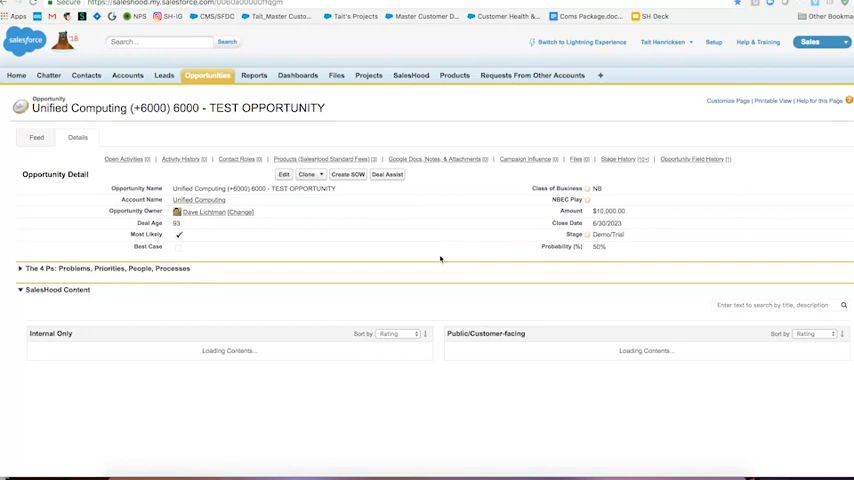 Secure https://saleshood.my.salesforce.com/0060a00000ffqgm
Apps NPS SH-IG CMS/SFDC Tait_Master Custo... Tait's Projects Master Customer D... Customer Health &... Coms Package.doc... SH Deck Other Bookma
salesforce '18 Search... Search Switch to Lightning Experience Tait Henricksen Setup Help & Training Sales
Home Chatter Contacts Accounts Leads Opportunities Reports Dashboards Files Projects SalesHood Products Requests From Other Accounts +
Opportunity
Unified Computing (+6000) 6000 - TEST OPPORTUNITY
Customize Page | Printable View | Help for this Page
Feed Details
Open Activities [0] Activity History [0] Contact Roles [0] Products (SalesHood Standard Fees) [3] Google Docs, Notes, & Attachments [0] Campaign Influence [0] Files [0] Stage History [10+] Opportunity Field History [1]
Opportunity Detail Edit Clone Create SOW Deal Assist
Opportunity Name Unified Computing (+6000) 6000 - TEST OPPORTUNITY Class of Business NB
Account Name Unified Computing NBEC Play
Opportunity Owner Dave Lichtman [Change] Amount $10,000.00
Deal Age 93 Close Date 6/30/2023
Most Likely Stage Demo/Trial
Best Case Probability (%) 50%
The 4 Ps: Problems, Priorities, People, Processes
SalesHood Content
Enter text to search by title, description
Internal Only Sort by Rating Public/Customer-facing Sort by Rating
Loading Contents... Loading Contents...